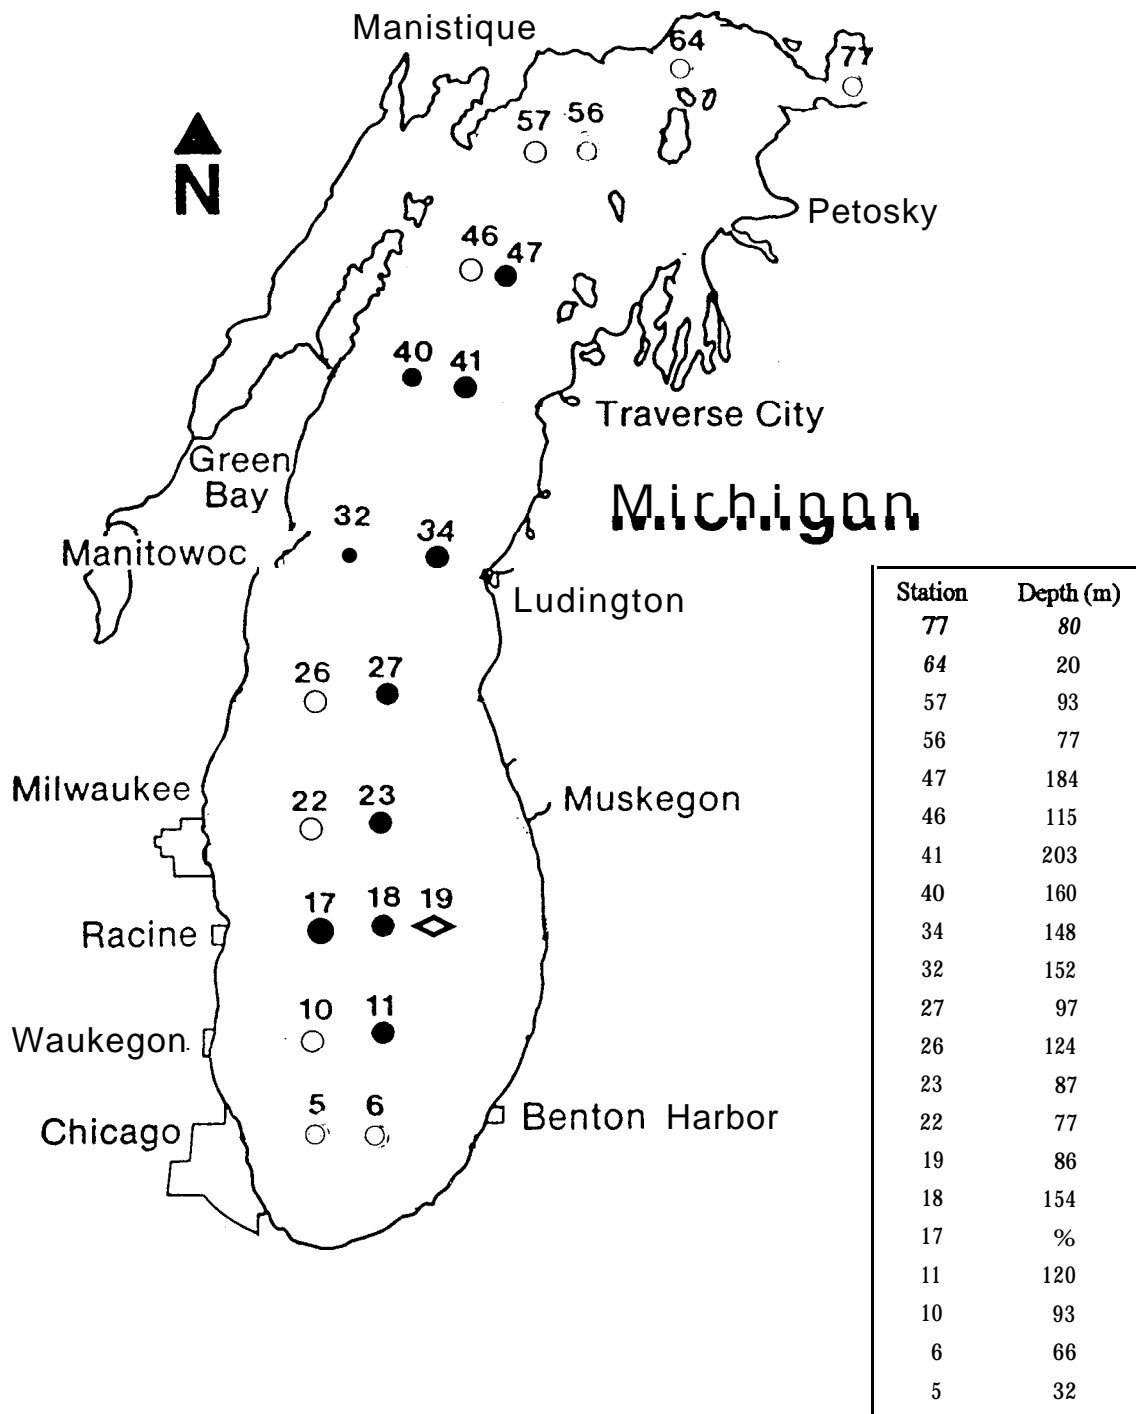 Manistique
64
77
57 56
N
Petosky
46 47
40 41
Traverse City
Green
Bay
Michigan
32 34
Manitowoc
Ludington
26 27
Milwaukee
22 23
Muskegon
17 18 19
Racine
10 11
Waukegon
5 6
Chicago
Benton Harbor
Station Depth (m)
77 80
64 20
57 93
56 77
47 184
46 115
41 203
40 160
34 148
32 152
27 97
26 124
23 87
22 77
19 86
18 154
17 %
11 120
10 93
6 66
5 32